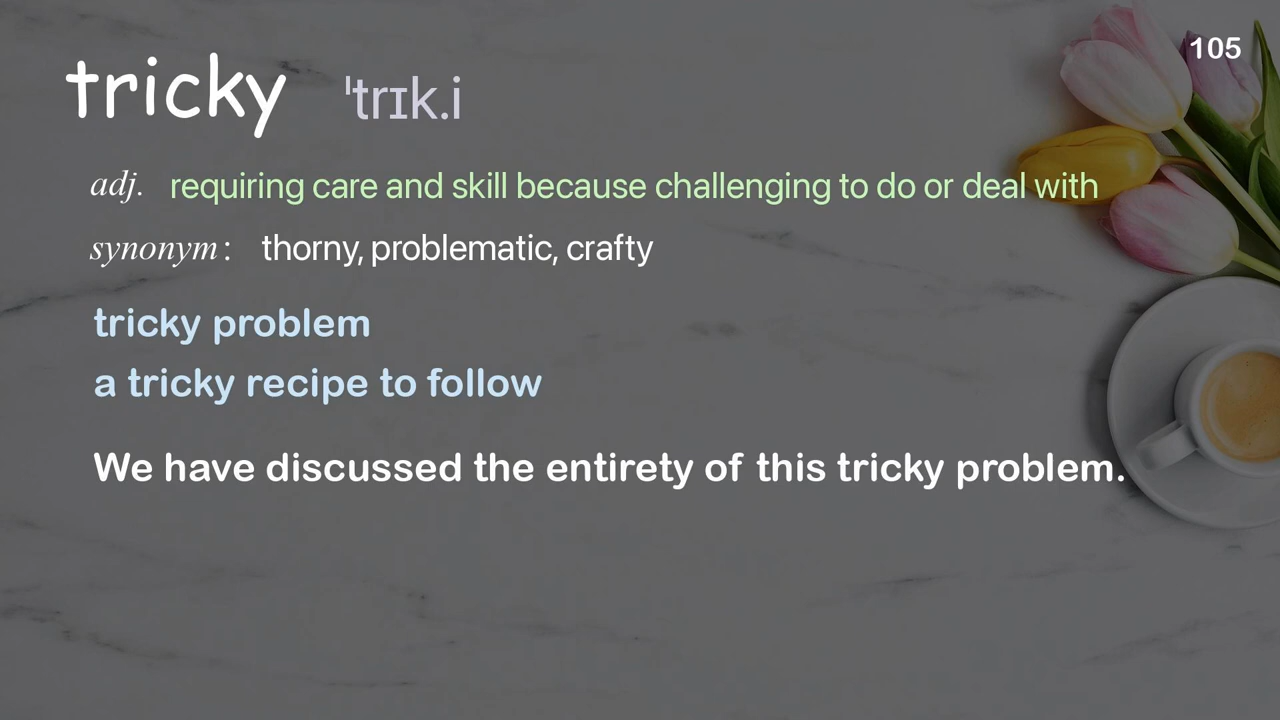 105
tricky ˈtrɪk.i
adj. requiring care and skill because challenging to do or deal with
synonym : thorny, problematic, crafty
tricky problem
a tricky recipe to follow
We have discussed the entirety of this tricky problem.